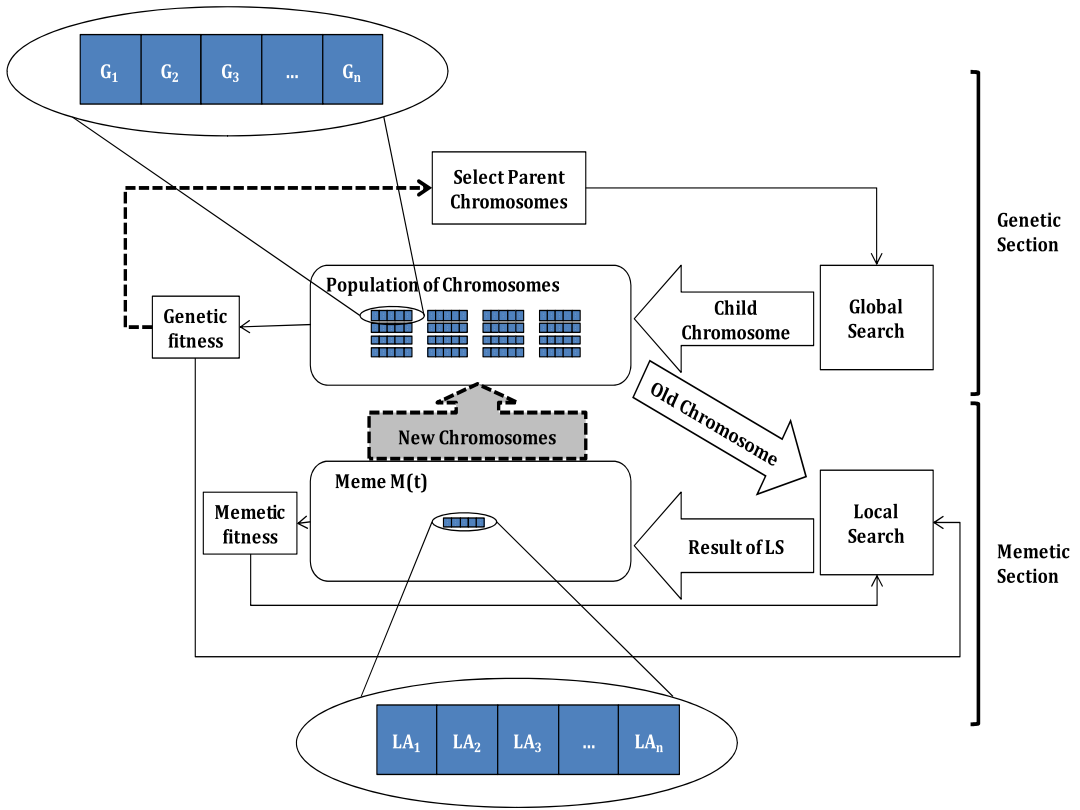 G1 G2 G3 ... Gn
Select Parent
Chromosomes
Genetic
Section
Population of Chromosomes
Genetic
fitness
Child
Chromosome
Global
Search
Old Chromosome
New Chromosomes
Meme M(t)
Memetic
fitness
Result of LS
Local
Search
Memetic
Section
LA1 LA2 LA3 ... LAn